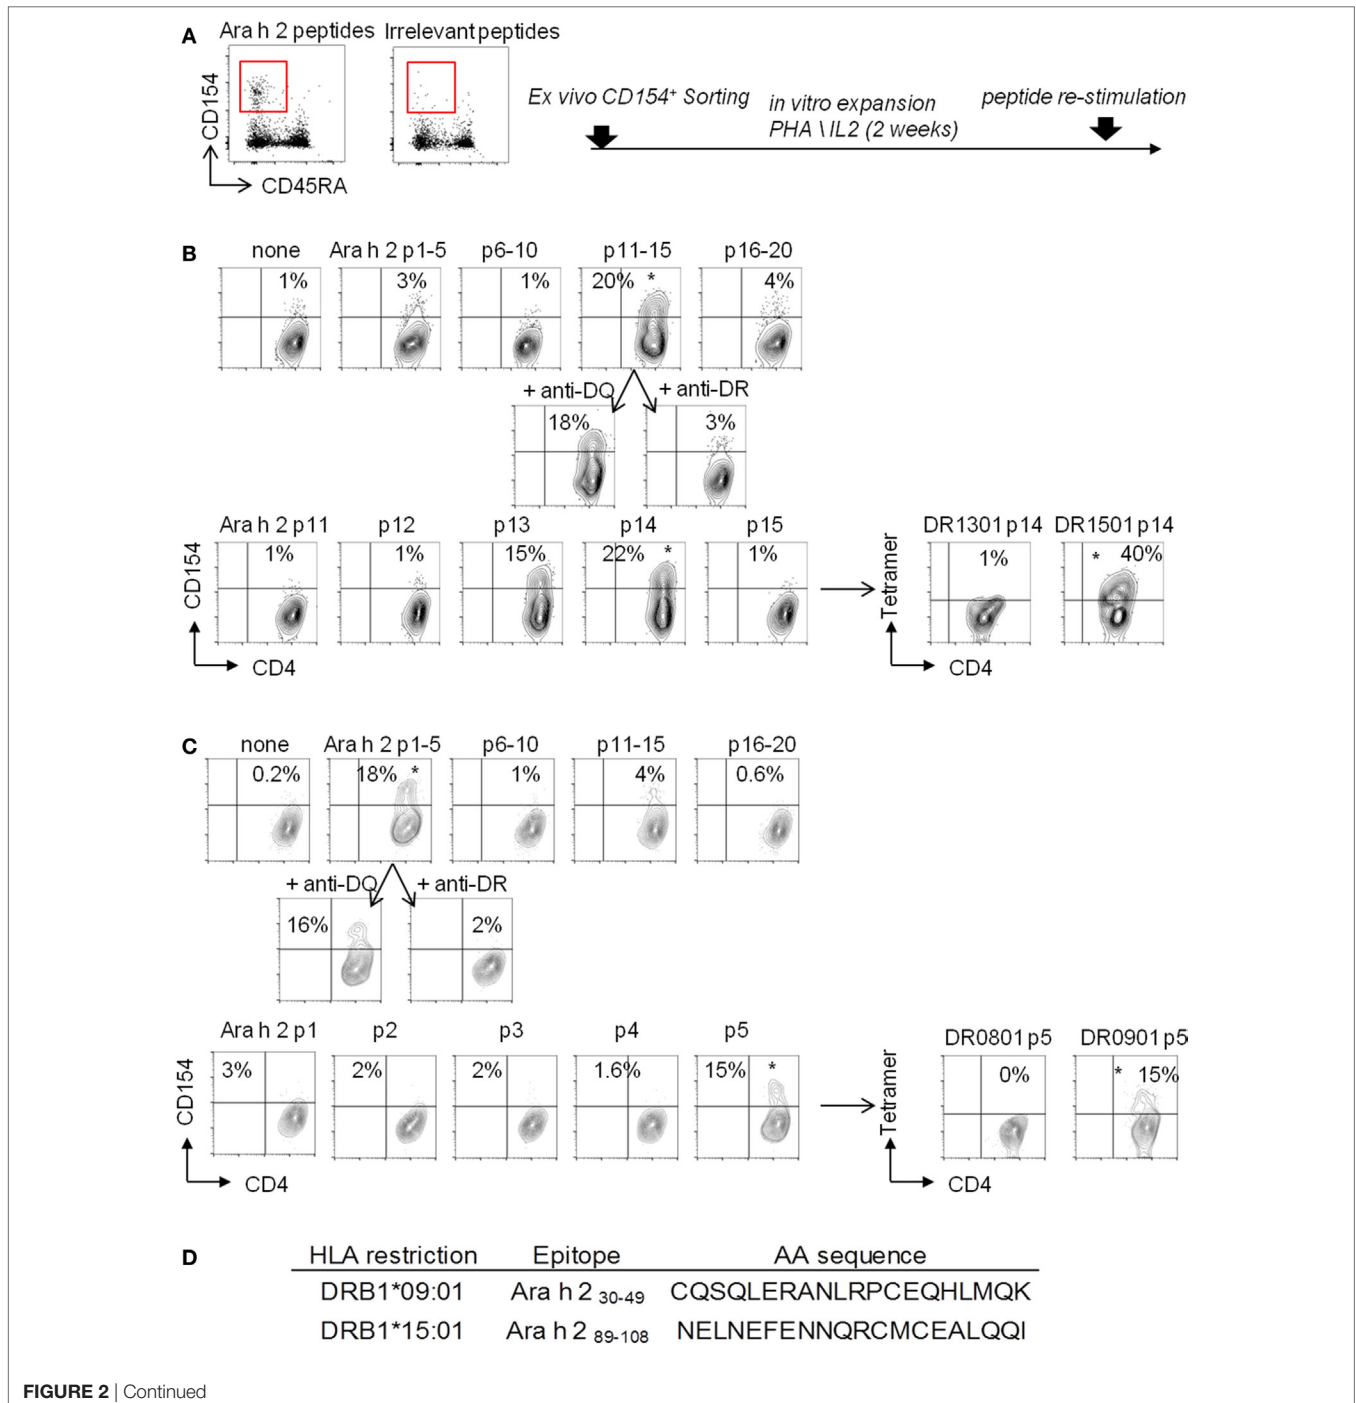 A
Ara h 2 peptides Irrelevant peptides
CD154
CD45RA
Ex vivo CD154+ Sorting
in vitro expansion
PHA \ IL2 (2 weeks)
peptide re-stimulation
B
none Ara h 2 p1-5 p6-10 p11-15 p16-20
1% 3% 1% 20% * 4%
+ anti-DQ + anti-DR
18% 3%
Ara h 2 p11 p12 p13 p14 p15 DR1301 p14 DR1501 p14
1% 1% 15% 22% * 1% 1% * 40%
CD154
CD4
Tetramer
CD4
C
none Ara h 2 p1-5 p6-10 p11-15 p16-20
0.2% 18% * 1% 4% 0.6%
+ anti-DQ + anti-DR
16% 2%
Ara h 2 p1 p2 p3 p4 p5 DR0801 p5 DR0901 p5
3% 2% 2% 1.6% 15% * 0% * 15%
CD154
CD4
Tetramer
CD4
D
HLA restriction Epitope AA sequence
DRB1*09:01 Ara h 2 30-49 CQSQLERANLRPCEQHLMQK
DRB1*15:01 Ara h 2 89-108 NELNEFENNQRCMCEALQQI
FIGURE 2 | Continued